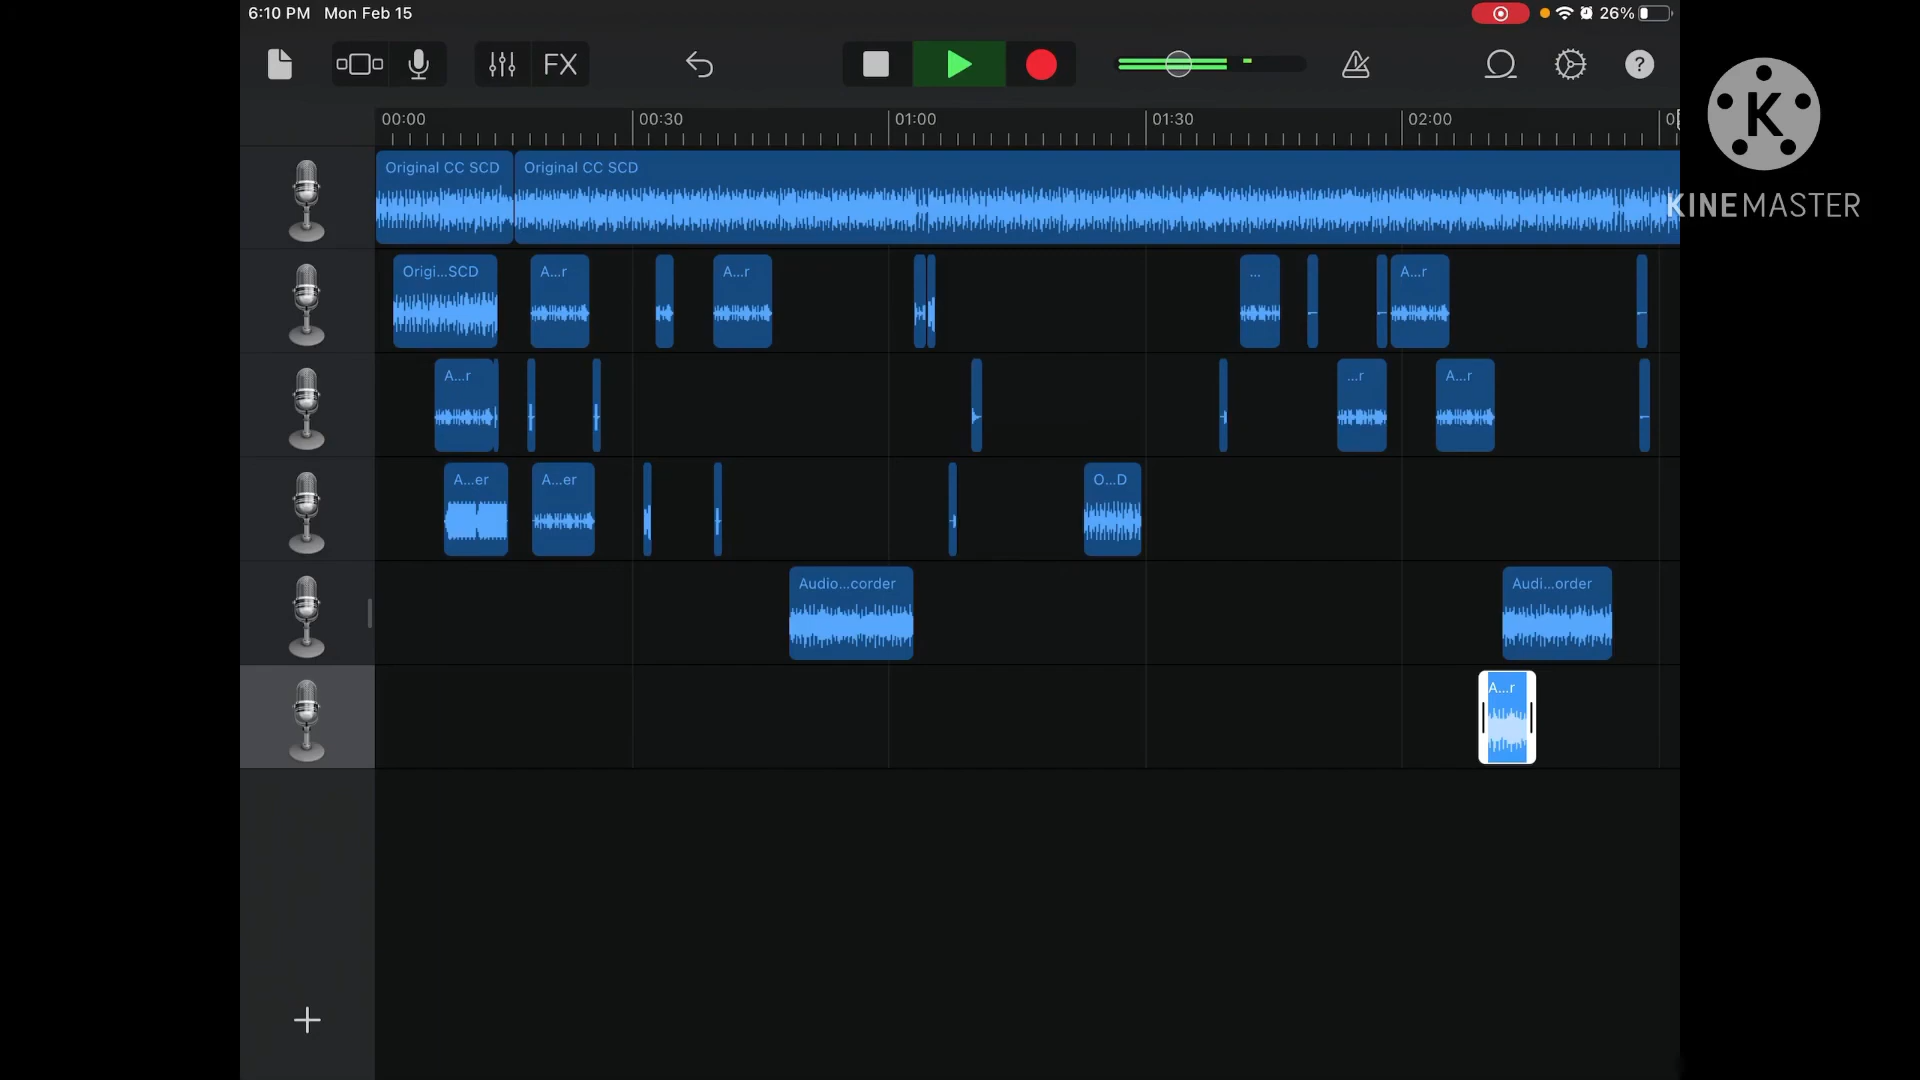 6:10 PM Mon Feb 15
26%
FX
?
00:00
00:30
01:00
01:30
02:00
K
KINEMASTER
Original CC SCD
Original CC SCD
Origi...SCD
A...r
A...r
...
A...r
A...r
...r
A...r
A...er
A...er
O...D
Audio...corder
Audi...order
A...r